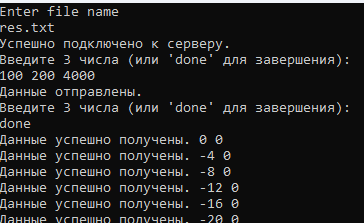 Enter file name
res.txt
Успешно подключено к серверу.
Введите 3 числа (или 'done' для завершения):
100 200 4000
Данные отправлены.
Введите 3 числа (или 'done' для завершения):
done
Данные успешно получены. 0 0
Данные успешно получены. -4 0
Данные успешно получены. -8 0
Данные успешно получены. -12 0
Данные успешно получены. -16 0
Данные успешно получены. -20 0